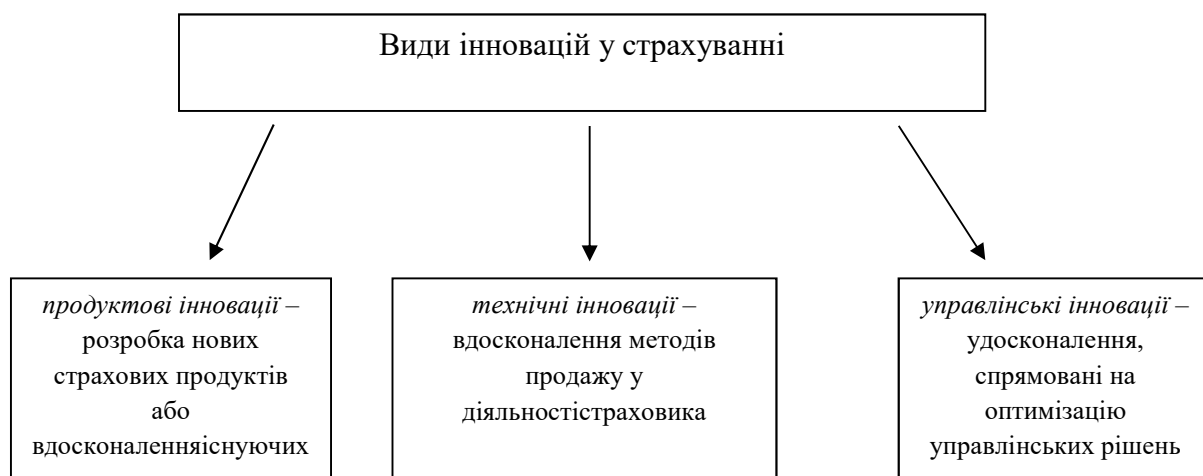 Види інновацій у страхуванні
продуктові інновації –
розробка нових
страхових продуктів
або
вдосконаленняіснуючих
технічні інновації –
вдосконалення методів
продажу у
діяльностістраховика
управлінські інновації –
удосконалення,
спрямовані на
оптимізацію
управлінських рішень